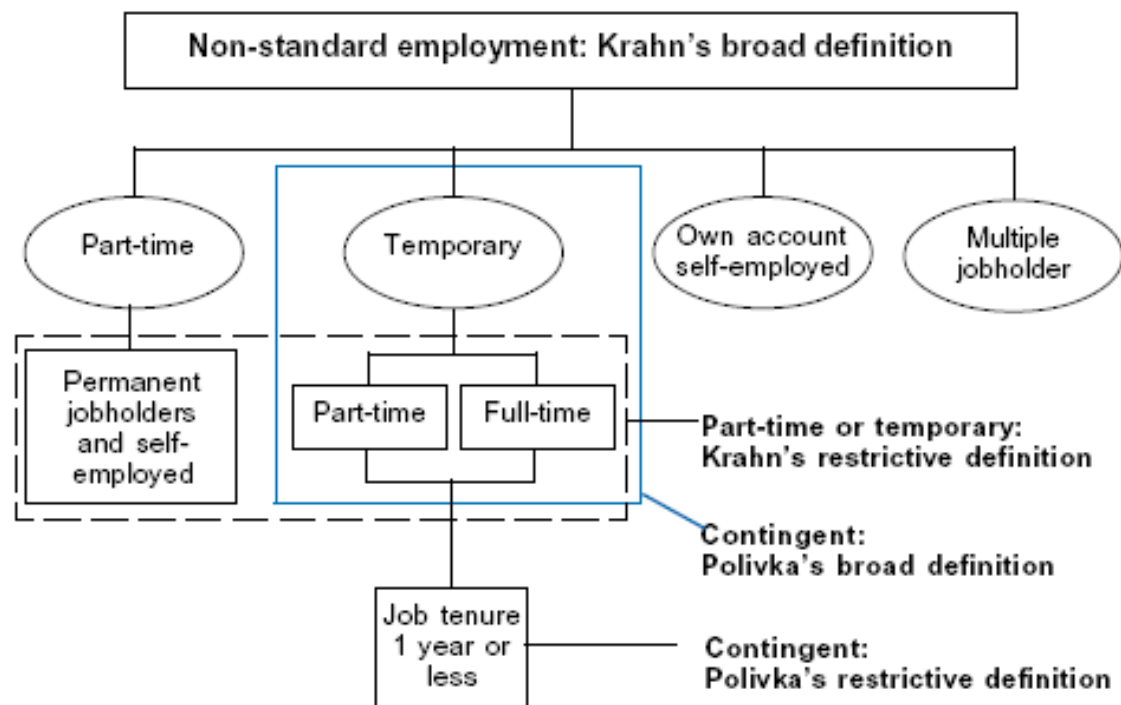 Non-standard employment: Krahn's broad definition
Part-time
Temporary
Own account
self-employed
Multiple
jobholder
Permanent
jobholders
and self-
employed
Part-time
Full-time
Part-time or temporary:
Krahn's restrictive definition
Contingent:
Polivka's broad definition
Job tenure
1 year or
less
Contingent:
Polivka's restrictive definition